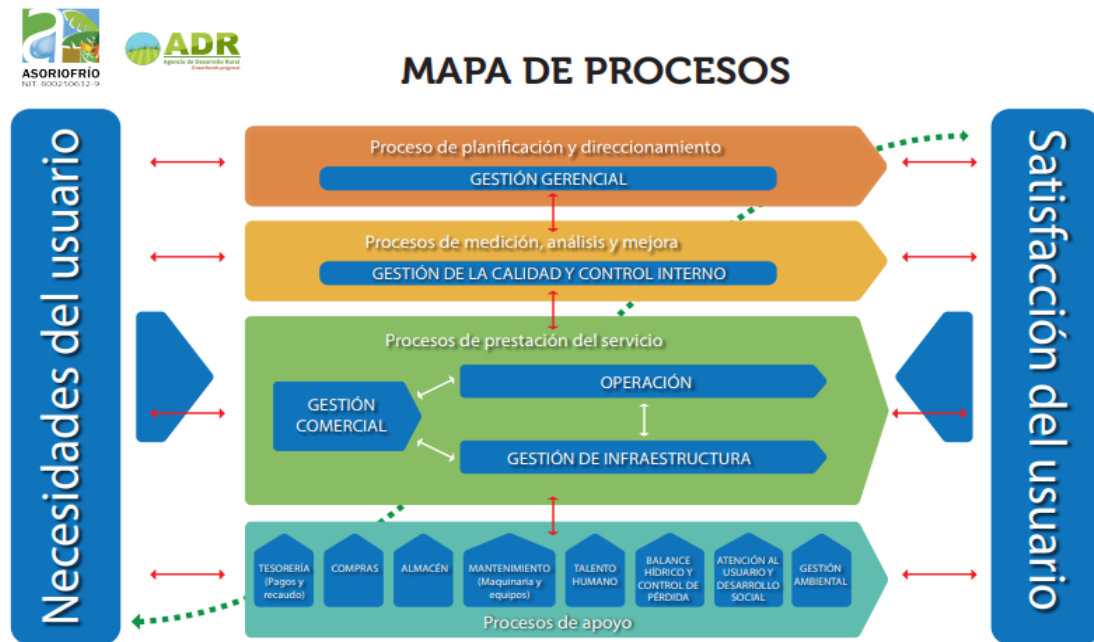 ASORIOFRÍO
NIT. 800250632-9
ADR
Agencia de Desarrollo Rural
MAPA DE PROCESOS
Necesidades del usuario
Proceso de planificación y direccionamiento
GESTIÓN GERENCIAL
Procesos de medición, análisis y mejora
GESTIÓN DE LA CALIDAD Y CONTROL INTERNO
Procesos de prestación del servicio
GESTIÓN
COMERCIAL
OPERACIÓN
GESTIÓN DE INFRAESTRUCTURA
TESORERÍA
(Pagos y
recaudo)
COMPRAS
ALMACÉN
MANTENIMIENTO
(Maquinaria y
equipos)
TALENTO
HUMANO
BALANCE
HÍDRICO Y
CONTROL DE
PÉRDIDA
ATENCIÓN AL
USUARIO Y
DESARROLLO
SOCIAL
GESTIÓN
AMBIENTAL
Procesos de apoyo
Satisfacción del usuario